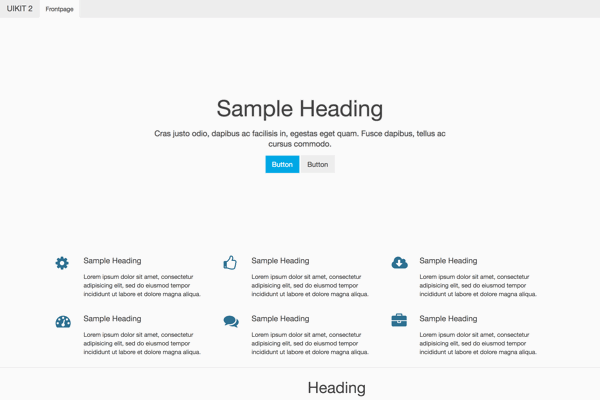 UIKIT 2 Frontpage
Sample Heading
Cras justo odio, dapibus ac facilisis in, egestas eget quam. Fusce dapibus, tellus ac
cursus commodo.
Button Button
Sample Heading
Lorem ipsum dolor sit amet, consectetur
adipisicing elit, sed do eiusmod tempor
incididunt ut labore et dolore magna aliqua.
Sample Heading
Lorem ipsum dolor sit amet, consectetur
adipisicing elit, sed do eiusmod tempor
incididunt ut labore et dolore magna aliqua.
Sample Heading
Lorem ipsum dolor sit amet, consectetur
adipisicing elit, sed do eiusmod tempor
incididunt ut labore et dolore magna aliqua.
Sample Heading
Lorem ipsum dolor sit amet, consectetur
adipisicing elit, sed do eiusmod tempor
incididunt ut labore et dolore magna aliqua.
Sample Heading
Lorem ipsum dolor sit amet, consectetur
adipisicing elit, sed do eiusmod tempor
incididunt ut labore et dolore magna aliqua.
Sample Heading
Lorem ipsum dolor sit amet, consectetur
adipisicing elit, sed do eiusmod tempor
incididunt ut labore et dolore magna aliqua.
Heading